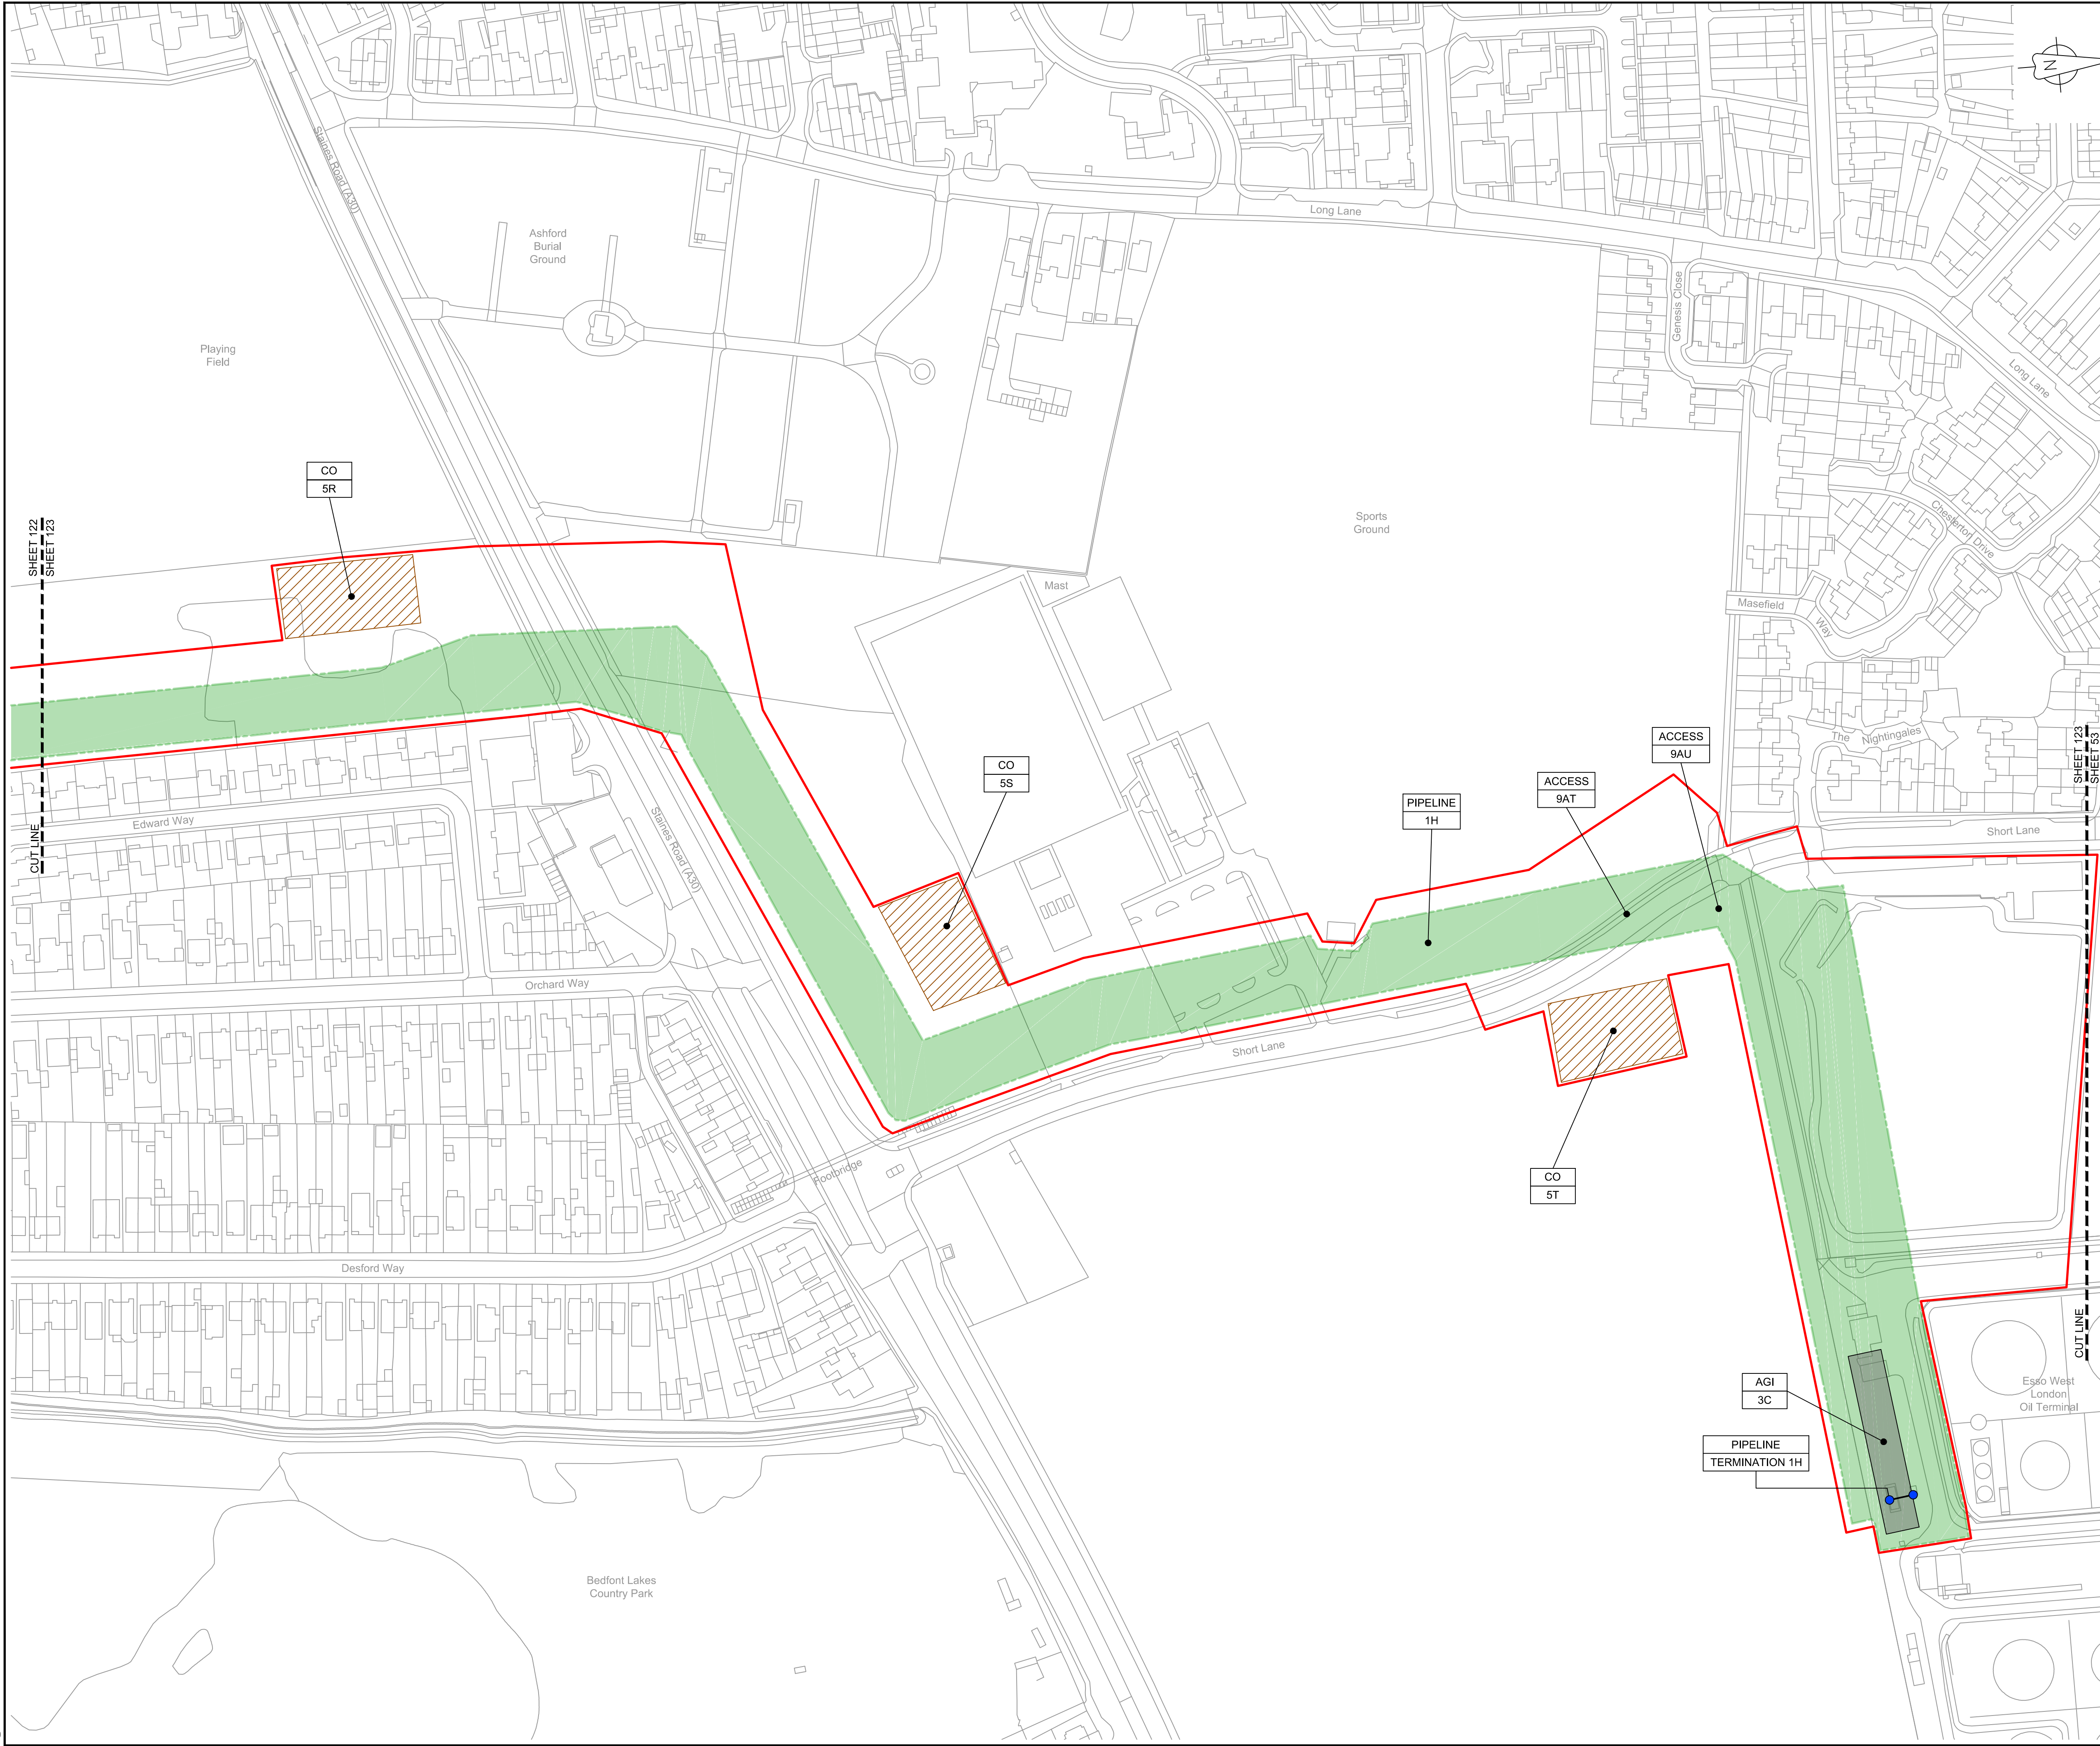 N
Staines Road (A30)
Long Lane
Ashford
Burial
Ground
Genesis Close
Playing
Field
Long Lane
CO
5R
SHEET 122
SHEET 123
Sports
Ground
Chesterton Drive
Mast
Masefield
Way
ACCESS
9AU
The Nightingales
SHEET 123
SHEET 53
CO
5S
ACCESS
9AT
PIPELINE
1H
Edward Way
CUT LINE
Staines Road (A30)
Short Lane
Orchard Way
Short Lane
Footbridge
CO
5T
Desford Way
CUT LINE
AGI
3C
Esso West
London
Oil Terminal
PIPELINE
TERMINATION 1H
Bedfont Lakes
Country Park